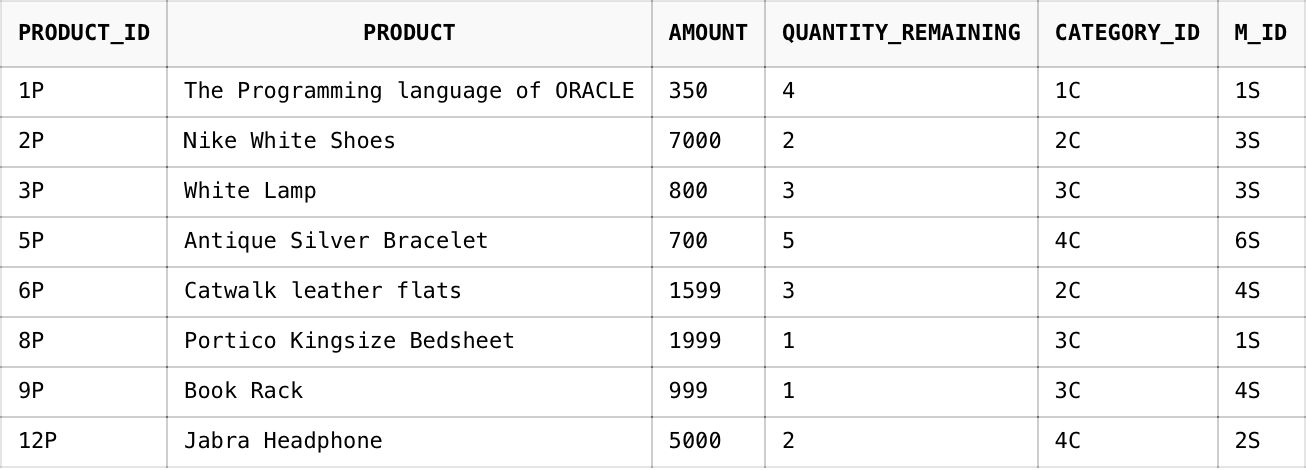 PRODUCT_ID PRODUCT AMOUNT QUANTITY_REMAINING CATEGORY_ID M_ID
1P The Programming language of ORACLE 350 4 1C 1S
2P Nike White Shoes 7000 2 2C 3S
3P White Lamp 800 3 3C 3S
5P Antique Silver Bracelet 700 5 4C 6S
6P Catwalk leather flats 1599 3 2C 4S
8P Portico Kingsize Bedsheet 1999 1 3C 1S
9P Book Rack 999 1 3C 4S
12P Jabra Headphone 5000 2 4C 2S